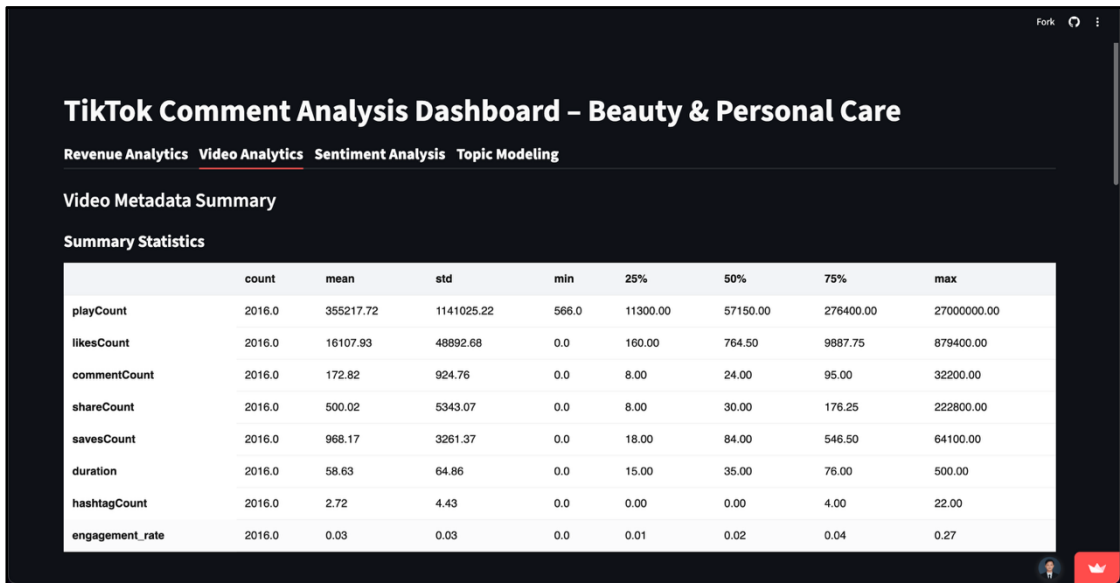 Fork
TikTok Comment Analysis Dashboard – Beauty & Personal Care
Revenue Analytics Video Analytics Sentiment Analysis Topic Modeling
Video Metadata Summary
Summary Statistics
count mean std min 25% 50% 75% max
playCount 2016.0 355217.72 1141025.22 566.0 11300.00 57150.00 276400.00 27000000.00
likesCount 2016.0 16107.93 48892.68 0.0 160.00 764.50 9887.75 879400.00
commentCount 2016.0 172.82 924.76 0.0 8.00 24.00 95.00 32200.00
shareCount 2016.0 500.02 5343.07 0.0 8.00 30.00 176.25 222800.00
savesCount 2016.0 968.17 3261.37 0.0 18.00 84.00 546.50 64100.00
duration 2016.0 58.63 64.86 0.0 15.00 35.00 76.00 500.00
hashtagCount 2016.0 2.72 4.43 0.0 0.00 0.00 4.00 22.00
engagement_rate 2016.0 0.03 0.03 0.0 0.01 0.02 0.04 0.27